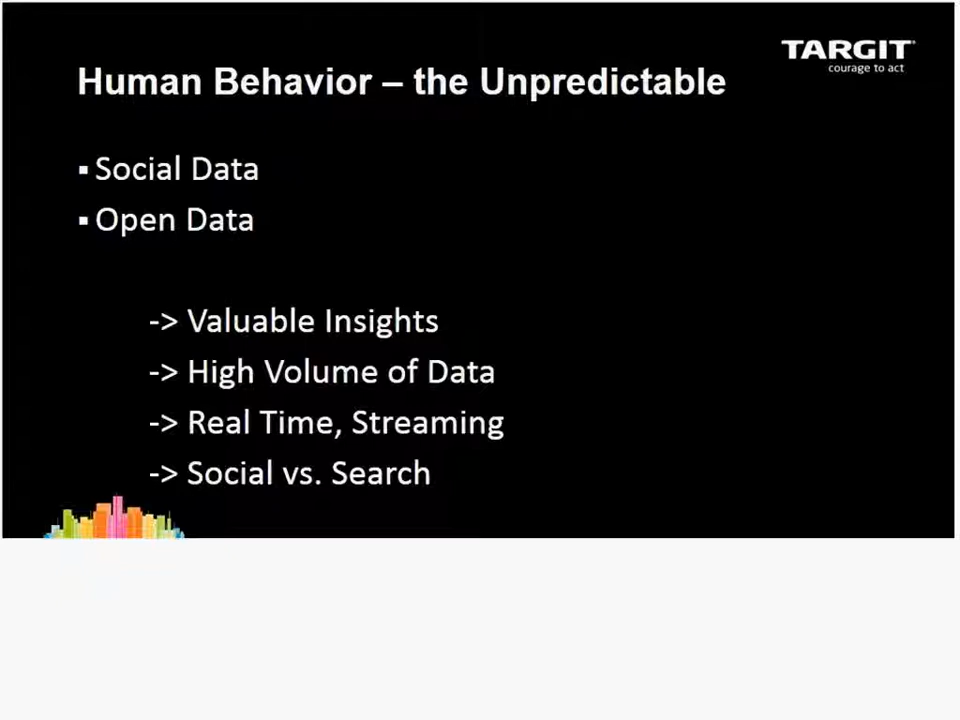 TARGIT
courage to act
Human Behavior – the Unpredictable
▪ Social Data
▪ Open Data
-> Valuable Insights
-> High Volume of Data
-> Real Time, Streaming
-> Social vs. Search